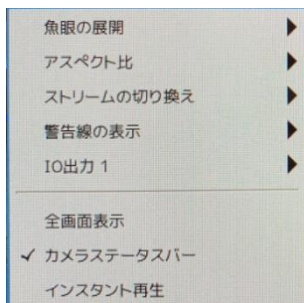 魚眼の展開
アスペクト比
ストリームの切り換え
警告線の表示
IO出力 1
全画面表示
カメラステータスバー
インスタント再生